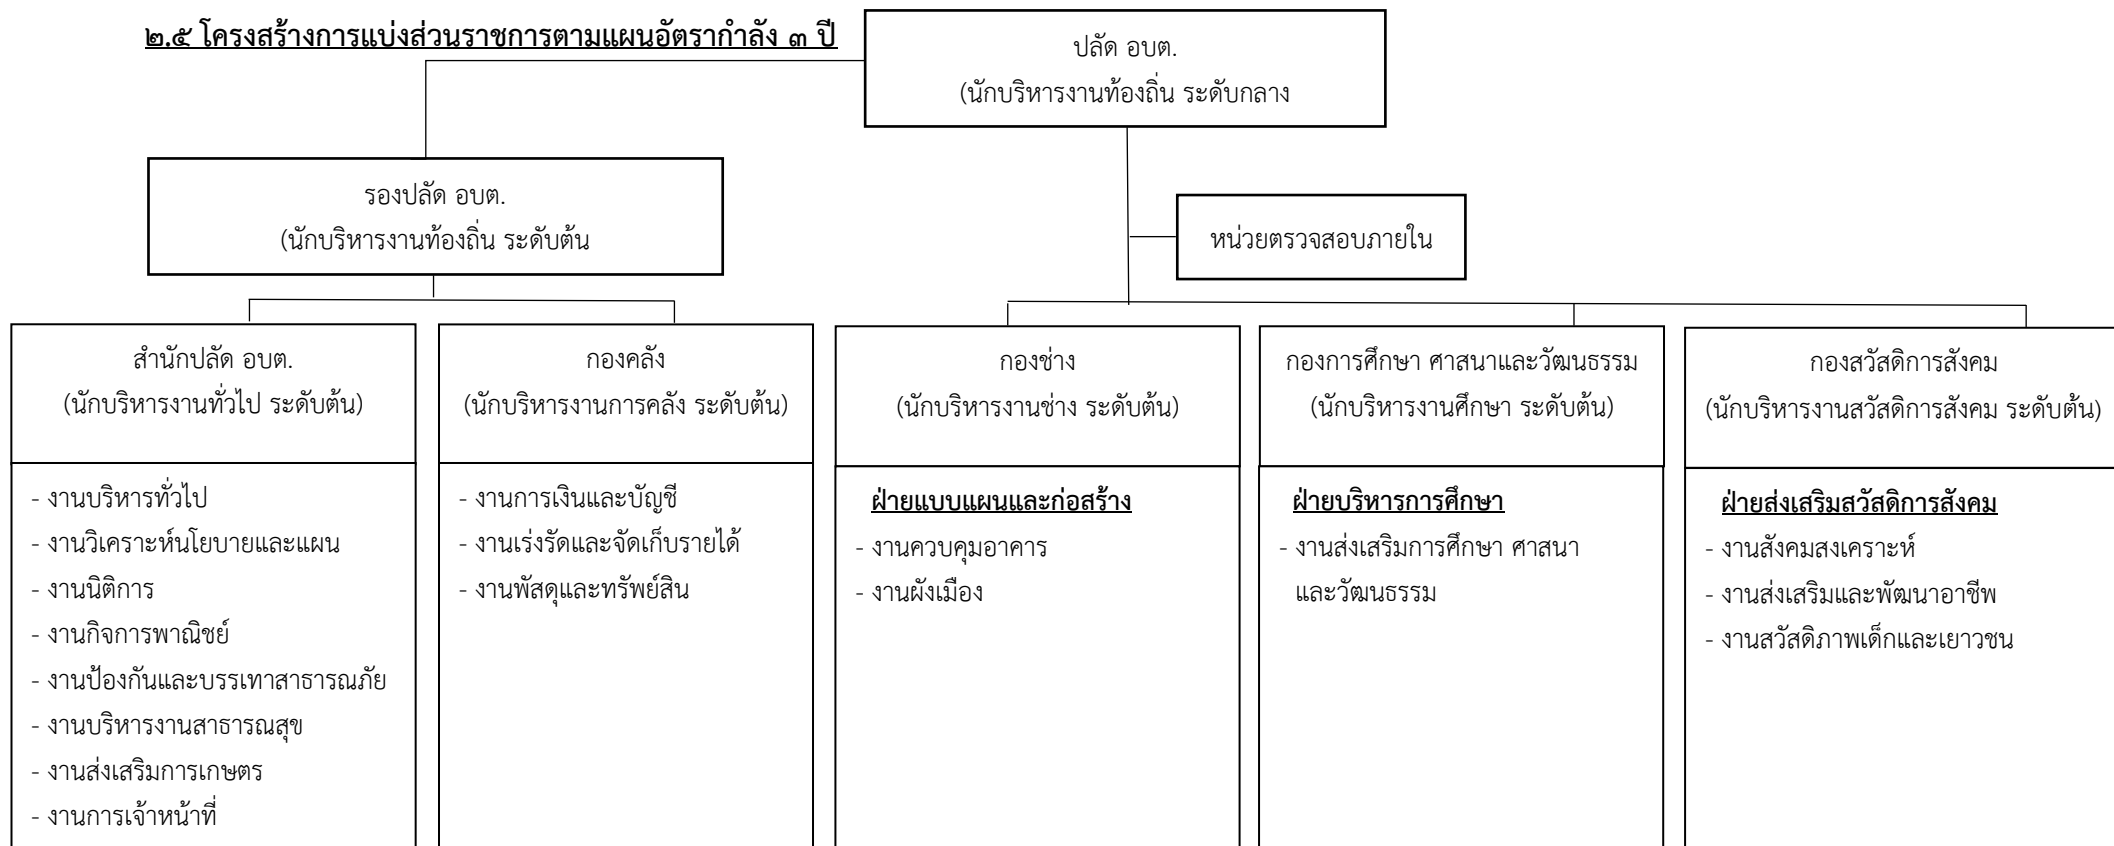 ๒.๕ โครงสร้างการแบ่งส่วนราชการตามแผนอัตรากำลัง ๓ ปี
ปลัด อบต.
(นักบริหารงานท้องถิ่น ระดับกลาง
รองปลัด อบต.
(นักบริหารงานท้องถิ่น ระดับต้น
หน่วยตรวจสอบภายใน
สำนักปลัด อบต.
(นักบริหารงานทั่วไป ระดับต้น)
- งานบริหารทั่วไป
- งานวิเคราะห์นโยบายและแผน
- งานนิติการ
- งานกิจการพาณิชย์
- งานป้องกันและบรรเทาสาธารณภัย
- งานบริหารงานสาธารณสุข
- งานส่งเสริมการเกษตร
- งานการเจ้าหน้าที่
กองคลัง
(นักบริหารงานการคลัง ระดับต้น)
- งานการเงินและบัญชี
- งานเร่งรัดและจัดเก็บรายได้
- งานพัสดุและทรัพย์สิน
กองช่าง
(นักบริหารงานช่าง ระดับต้น)
ฝ่ายแบบแผนและก่อสร้าง
- งานควบคุมอาคาร
- งานผังเมือง
กองการศึกษา ศาสนาและวัฒนธรรม
(นักบริหารงานศึกษา ระดับต้น)
ฝ่ายบริหารการศึกษา
- งานส่งเสริมการศึกษา ศาสนา
และวัฒนธรรม
กองสวัสดิการสังคม
(นักบริหารงานสวัสดิการสังคม ระดับต้น)
ฝ่ายส่งเสริมสวัสดิการสังคม
- งานสังคมสงเคราะห์
- งานส่งเสริมและพัฒนาอาชีพ
- งานสวัสดิภาพเด็กและเยาวชน